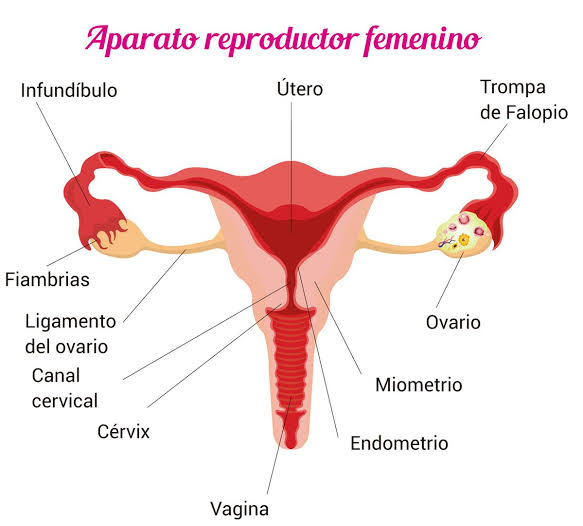 Aparato reproductor femenino
Infundíbulo
Útero
Trompa
de Falopio
Fiambrias
Ligamento
del ovario
Ovario
Canal
cervical
Miometrio
Cérvix
Endometrio
Vagina